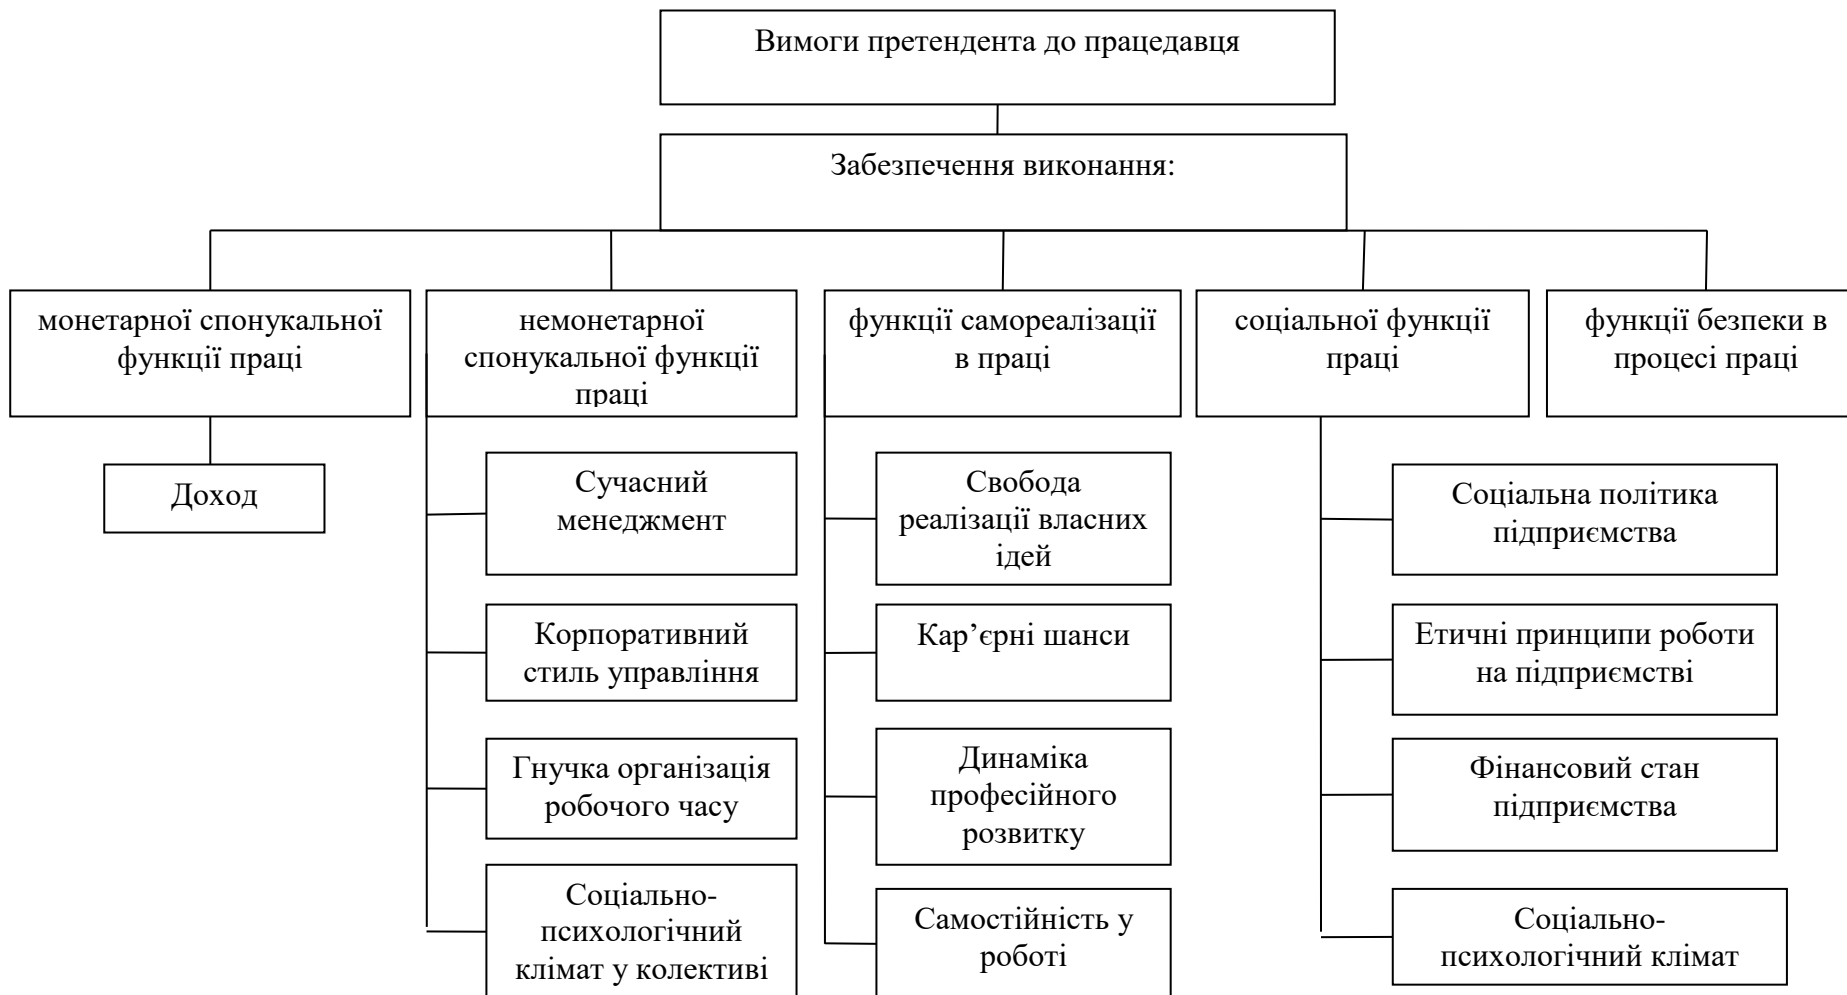 Вимоги претендента до працедавця
Забезпечення виконання:
монетарної спонукальної
функції праці
немонетарної
спонукальної функції
праці
функції самореалізації
в праці
соціальної функції
праці
функції безпеки в
процесі праці
Доход
Сучасний
менеджмент
Корпоративний
стиль управління
Гнучка організація
робочого часу
Соціально-
психологічний
клімат у колективі
Свобода
реалізації власних
ідей
Кар’єрні шанси
Динаміка
професійного
розвитку
Самостійність у
роботі
Соціальна політика
підприємства
Етичні принципи роботи
на підприємстві
Фінансовий стан
підприємства
Соціально-
психологічний клімат